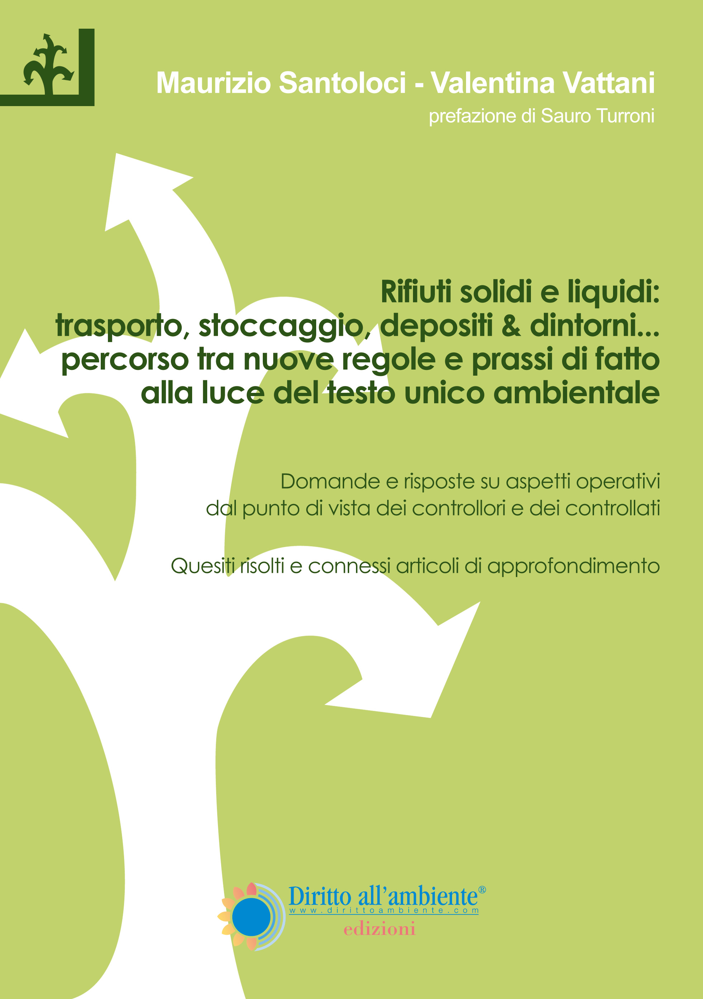 Maurizio Santoloci - Valentina Vattani
prefazione di Sauro Turroni
Rifiuti solidi e liquidi:
trasporto, stoccaggio, depositi & dintorni...
percorso tra nuove regole e prassi di fatto
alla luce del testo unico ambientale
Domande e risposte su aspetti operativi
dal punto di vista dei controllori e dei controllati
Quesiti risolti e connessi articoli di approfondimento
Diritto all'ambiente®
www.dirittoambiente.com
edizioni